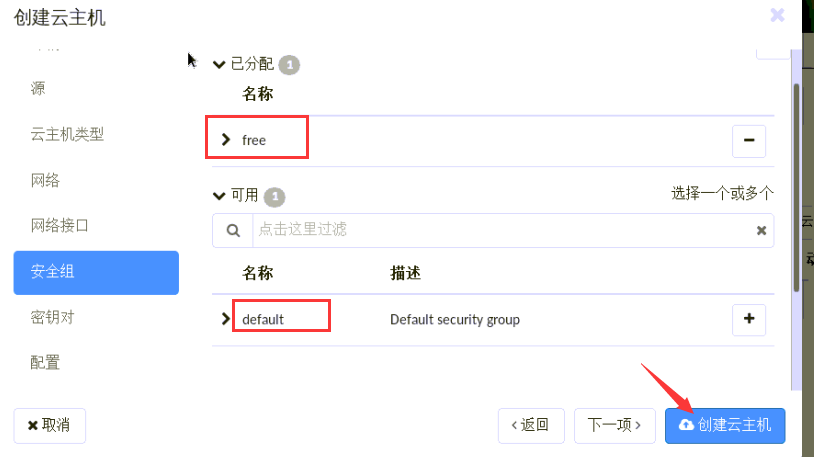 创建云主机
源
云主机类型
网络
网络接口
安全组
密钥对
配置
已分配 1
名称
free
可用 1
选择一个或多个
点击这里过滤
名称 描述
default Default security group
取消
返回
下一项
创建云主机
云